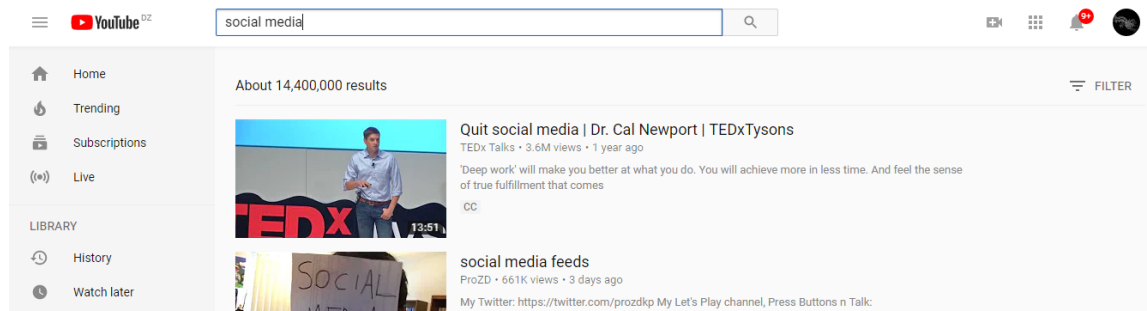 YouTube DZ
social media
9+
Home
Trending
Subscriptions
Live
LIBRARY
History
Watch later
About 14,400,000 results
FILTER
TEDx
13:51
Quit social media | Dr. Cal Newport | TEDxTysons
TEDx Talks • 3.6M views • 1 year ago
'Deep work' will make you better at what you do. You will achieve more in less time. And feel the sense
of true fulfillment that comes
CC
SOCIAL
social media feeds
ProZD • 661K views • 3 days ago
My Twitter: https://twitter.com/prozdkp My Let's Play channel, Press Buttons n Talk: